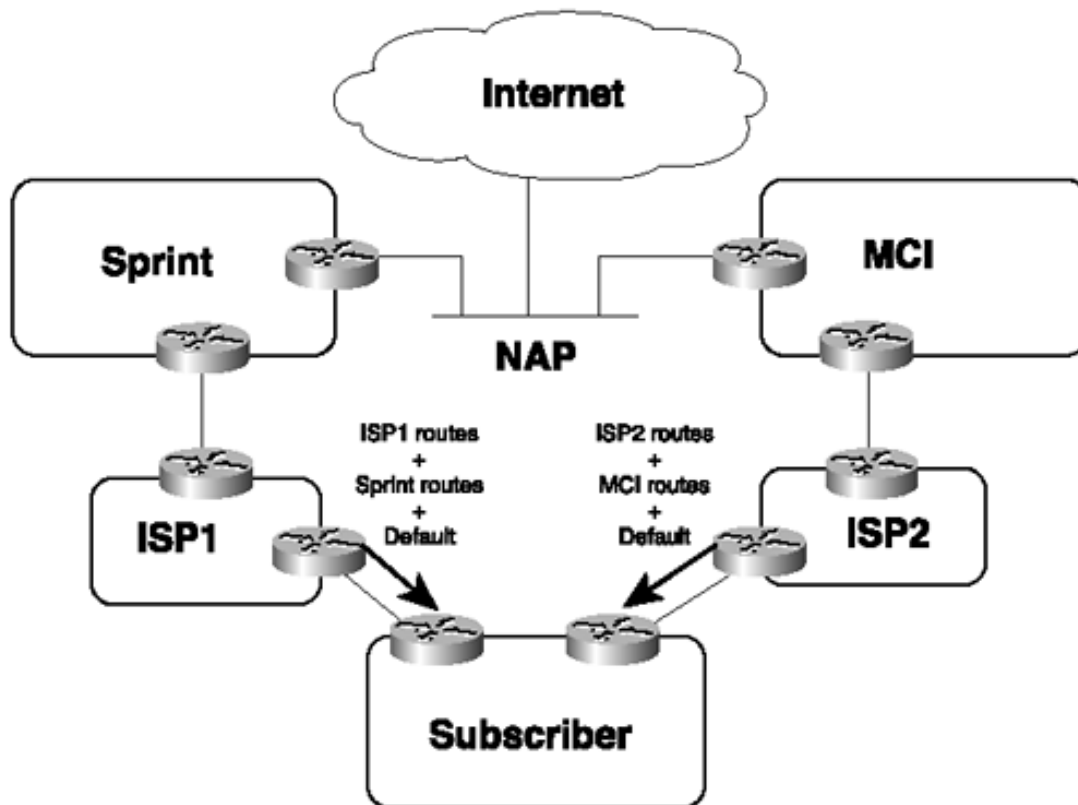 Internet
Sprint
MCI
NAP
ISP1 routes
+
Sprint routes
+
Default
ISP2 routes
+
MCI routes
+
Default
ISP1
ISP2
Subscriber